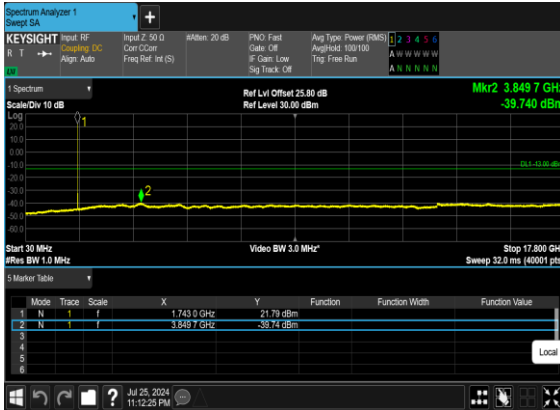 Spectrum Analyzer 1
Swept SA
+
KEYSIGHT Input: RF Input Z: 50 Ω #Atten: 20 dB PNO: Fast Avg Type: Power (RMS) 1 2 3 4 5 6
R T Coupling: DC Corr CCorr Gate: Off Avg|Hold: 100/100 A W W W W W
Align: Auto Freq Ref: Int (S) IF Gain: Low Trig: Free Run
Sig Track: Off A N N N N N
1 Spectrum
Ref Lvl Offset 25.80 dB Mkr2 3.849 7 GHz
Scale/Div 10 dB Ref Level 30.00 dBm -39.740 dBm
Log
20.0
10.0
0.00
-10.0
-20.0
-30.0
-40.0
-50.0
-60.0
1
2
DL1 -13.00 dBm
Start 30 MHz Video BW 3.0 MHz* Stop 17.800 GH
#Res BW 1.0 MHz Sweep 32.0 ms (40001 pts
5 Marker Table
Mode Trace Scale X Y Function Function Width Function Value
1 N 1 f 1.743 0 GHz 21.79 dBm
2 N 1 f 3.849 7 GHz -39.74 dBm
3
4
5
6
Local
? Jul 25, 2024
11:12:25 PM